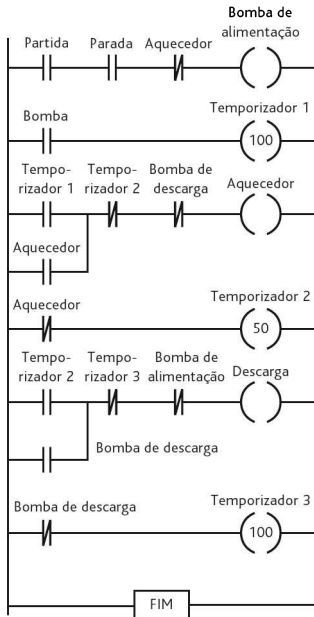 Bomba de
alimentação
Partida Parada Aquecedor
Bomba Temporizador 1
100
Tempo- Tempo- Bomba de
rizador 1 rizador 2 descarga Aquecedor
Aquecedor
Aquecedor Temporizador 2
50
Tempo- Tempo- Bomba de
rizador 2 rizador 3 alimentação Descarga
Bomba de descarga
Bomba de descarga Temporizador 3
100
FIM